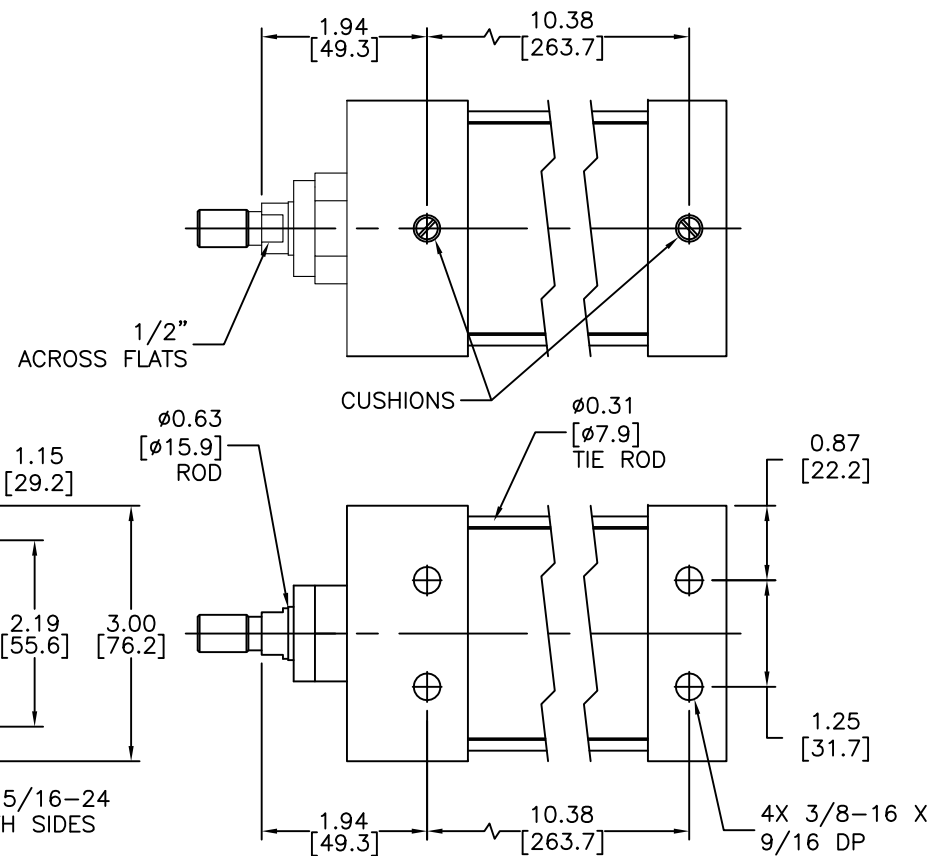 1.94
[49.3]
10.38
[263.7]
1/2"
ACROSS FLATS
CUSHIONS
ø0.63
[ø15.9]
ROD
ø0.31
[ø7.9]
TIE ROD
0.87
[22.2]
1.15
[29.2]
2.19
[55.6]
3.00
[76.2]
1.25
[31.7]
5/16-24
SIDES
1.94
[49.3]
10.38
[263.7]
4X 3/8-16 X
9/16 DP